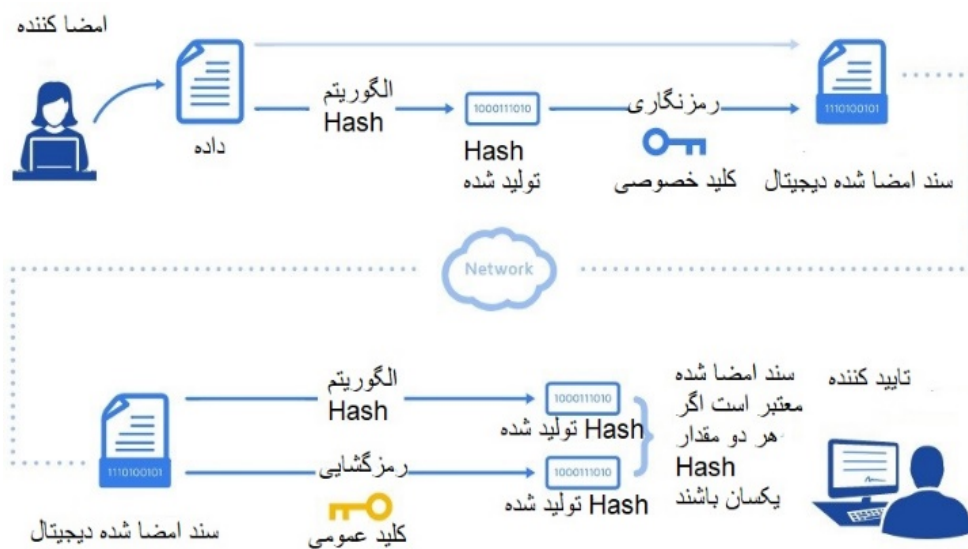 امضا کننده
داده
الگوریتم
Hash
1000111010
Hash
تولید شده
رمزنگاری
کلید خصوصی
1110100101
سند امضا شده دیجیتال
Network
1110100101
سند امضا شده دیجیتال
الگوریتم
Hash
رمزگشایی
کلید عمومی
1000111010
Hash تولید شده
1000111010
Hash تولید شده
سند امضا شده
معتبر است اگر
هر دو مقدار
Hash
یکسان باشند
تایید کننده